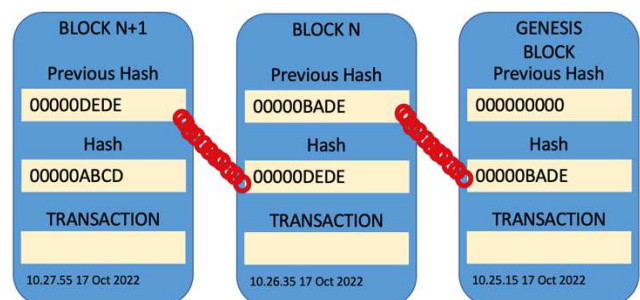 BLOCK N+1
Previous Hash
00000DEDE
Hash
00000ABCD
TRANSACTION
10.27.55 17 Oct 2022
BLOCK N
Previous Hash
00000BADE
Hash
00000DEDE
TRANSACTION
10.26.35 17 Oct 2022
GENESIS
BLOCK
Previous Hash
000000000
Hash
00000BADE
TRANSACTION
10.25.15 17 Oct 2022